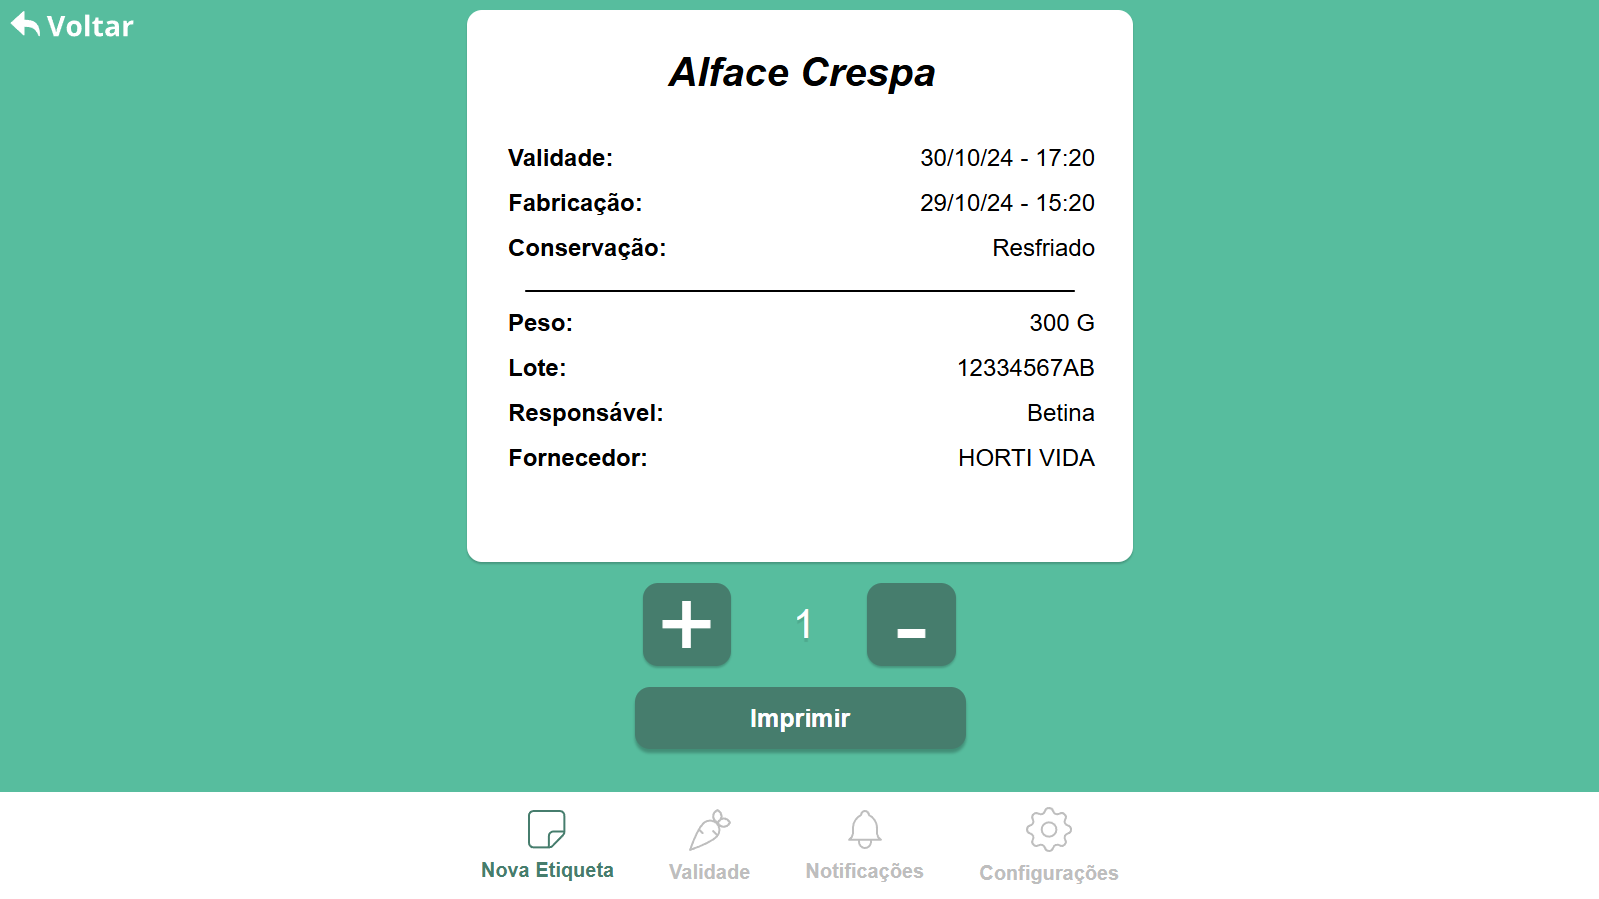 Voltar
Alface Crespa
Validade: 30/10/24 - 17:20
Fabricação: 29/10/24 - 15:20
Conservação: Resfriado
Peso: 300 G
Lote: 12334567AB
Responsável: Betina
Fornecedor: HORTI VIDA
+ 1 -
Imprimir
Nova Etiqueta Validade Notificações Configurações